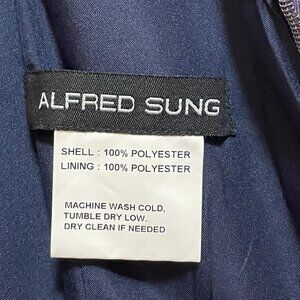 ALFRED SUNG
SHELL : 100% POLYESTER
LINING : 100% POLYESTER
MACHINE WASH COLD,
TUMBLE DRY LOW.
DRY CLEAN IF NEEDED